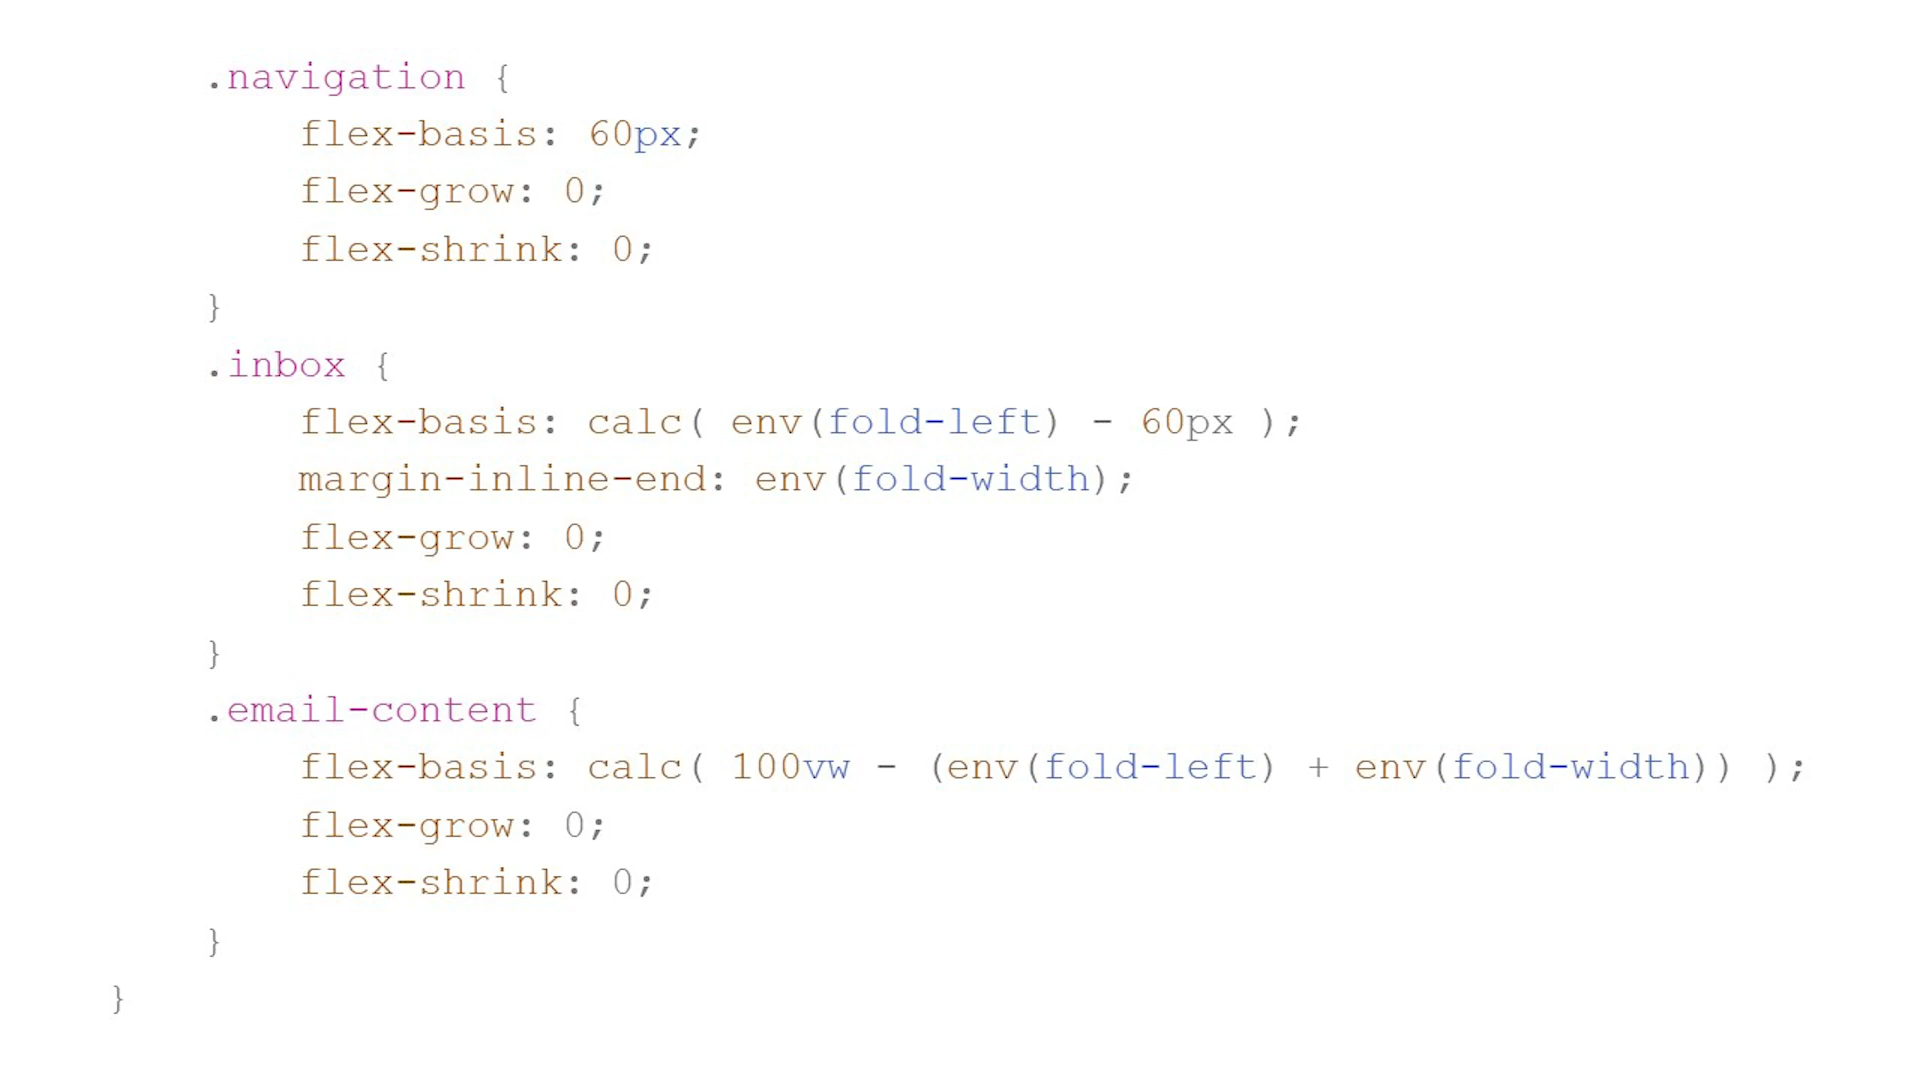 .navigation {
flex-basis: 60px;
flex-grow: 0;
flex-shrink: 0;
}
.inbox {
flex-basis: calc( env(fold-left) - 60px );
margin-inline-end: env(fold-width);
flex-grow: 0;
flex-shrink: 0;
}
.email-content {
flex-basis: calc( 100vw - (env(fold-left) + env(fold-width)) );
flex-grow: 0;
flex-shrink: 0;
}
}